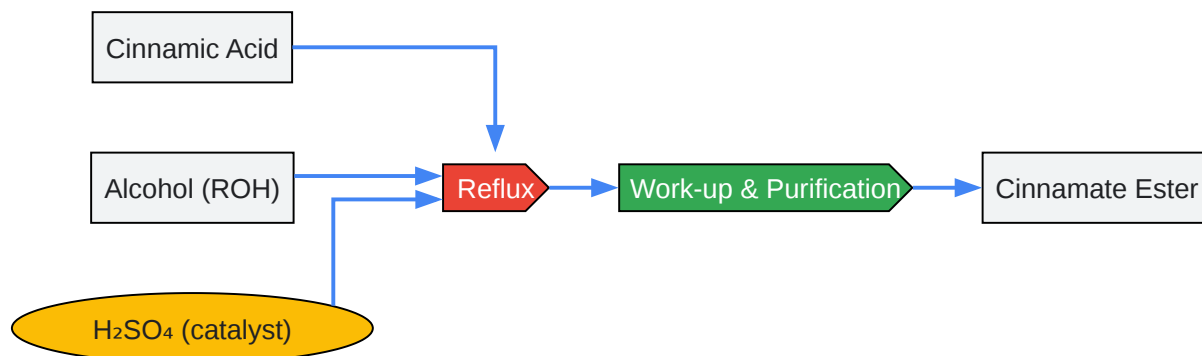 Cinnamic Acid
Alcohol (ROH)
Reflux
Work-up & Purification
Cinnamate Ester
H₂SO₄ (catalyst)